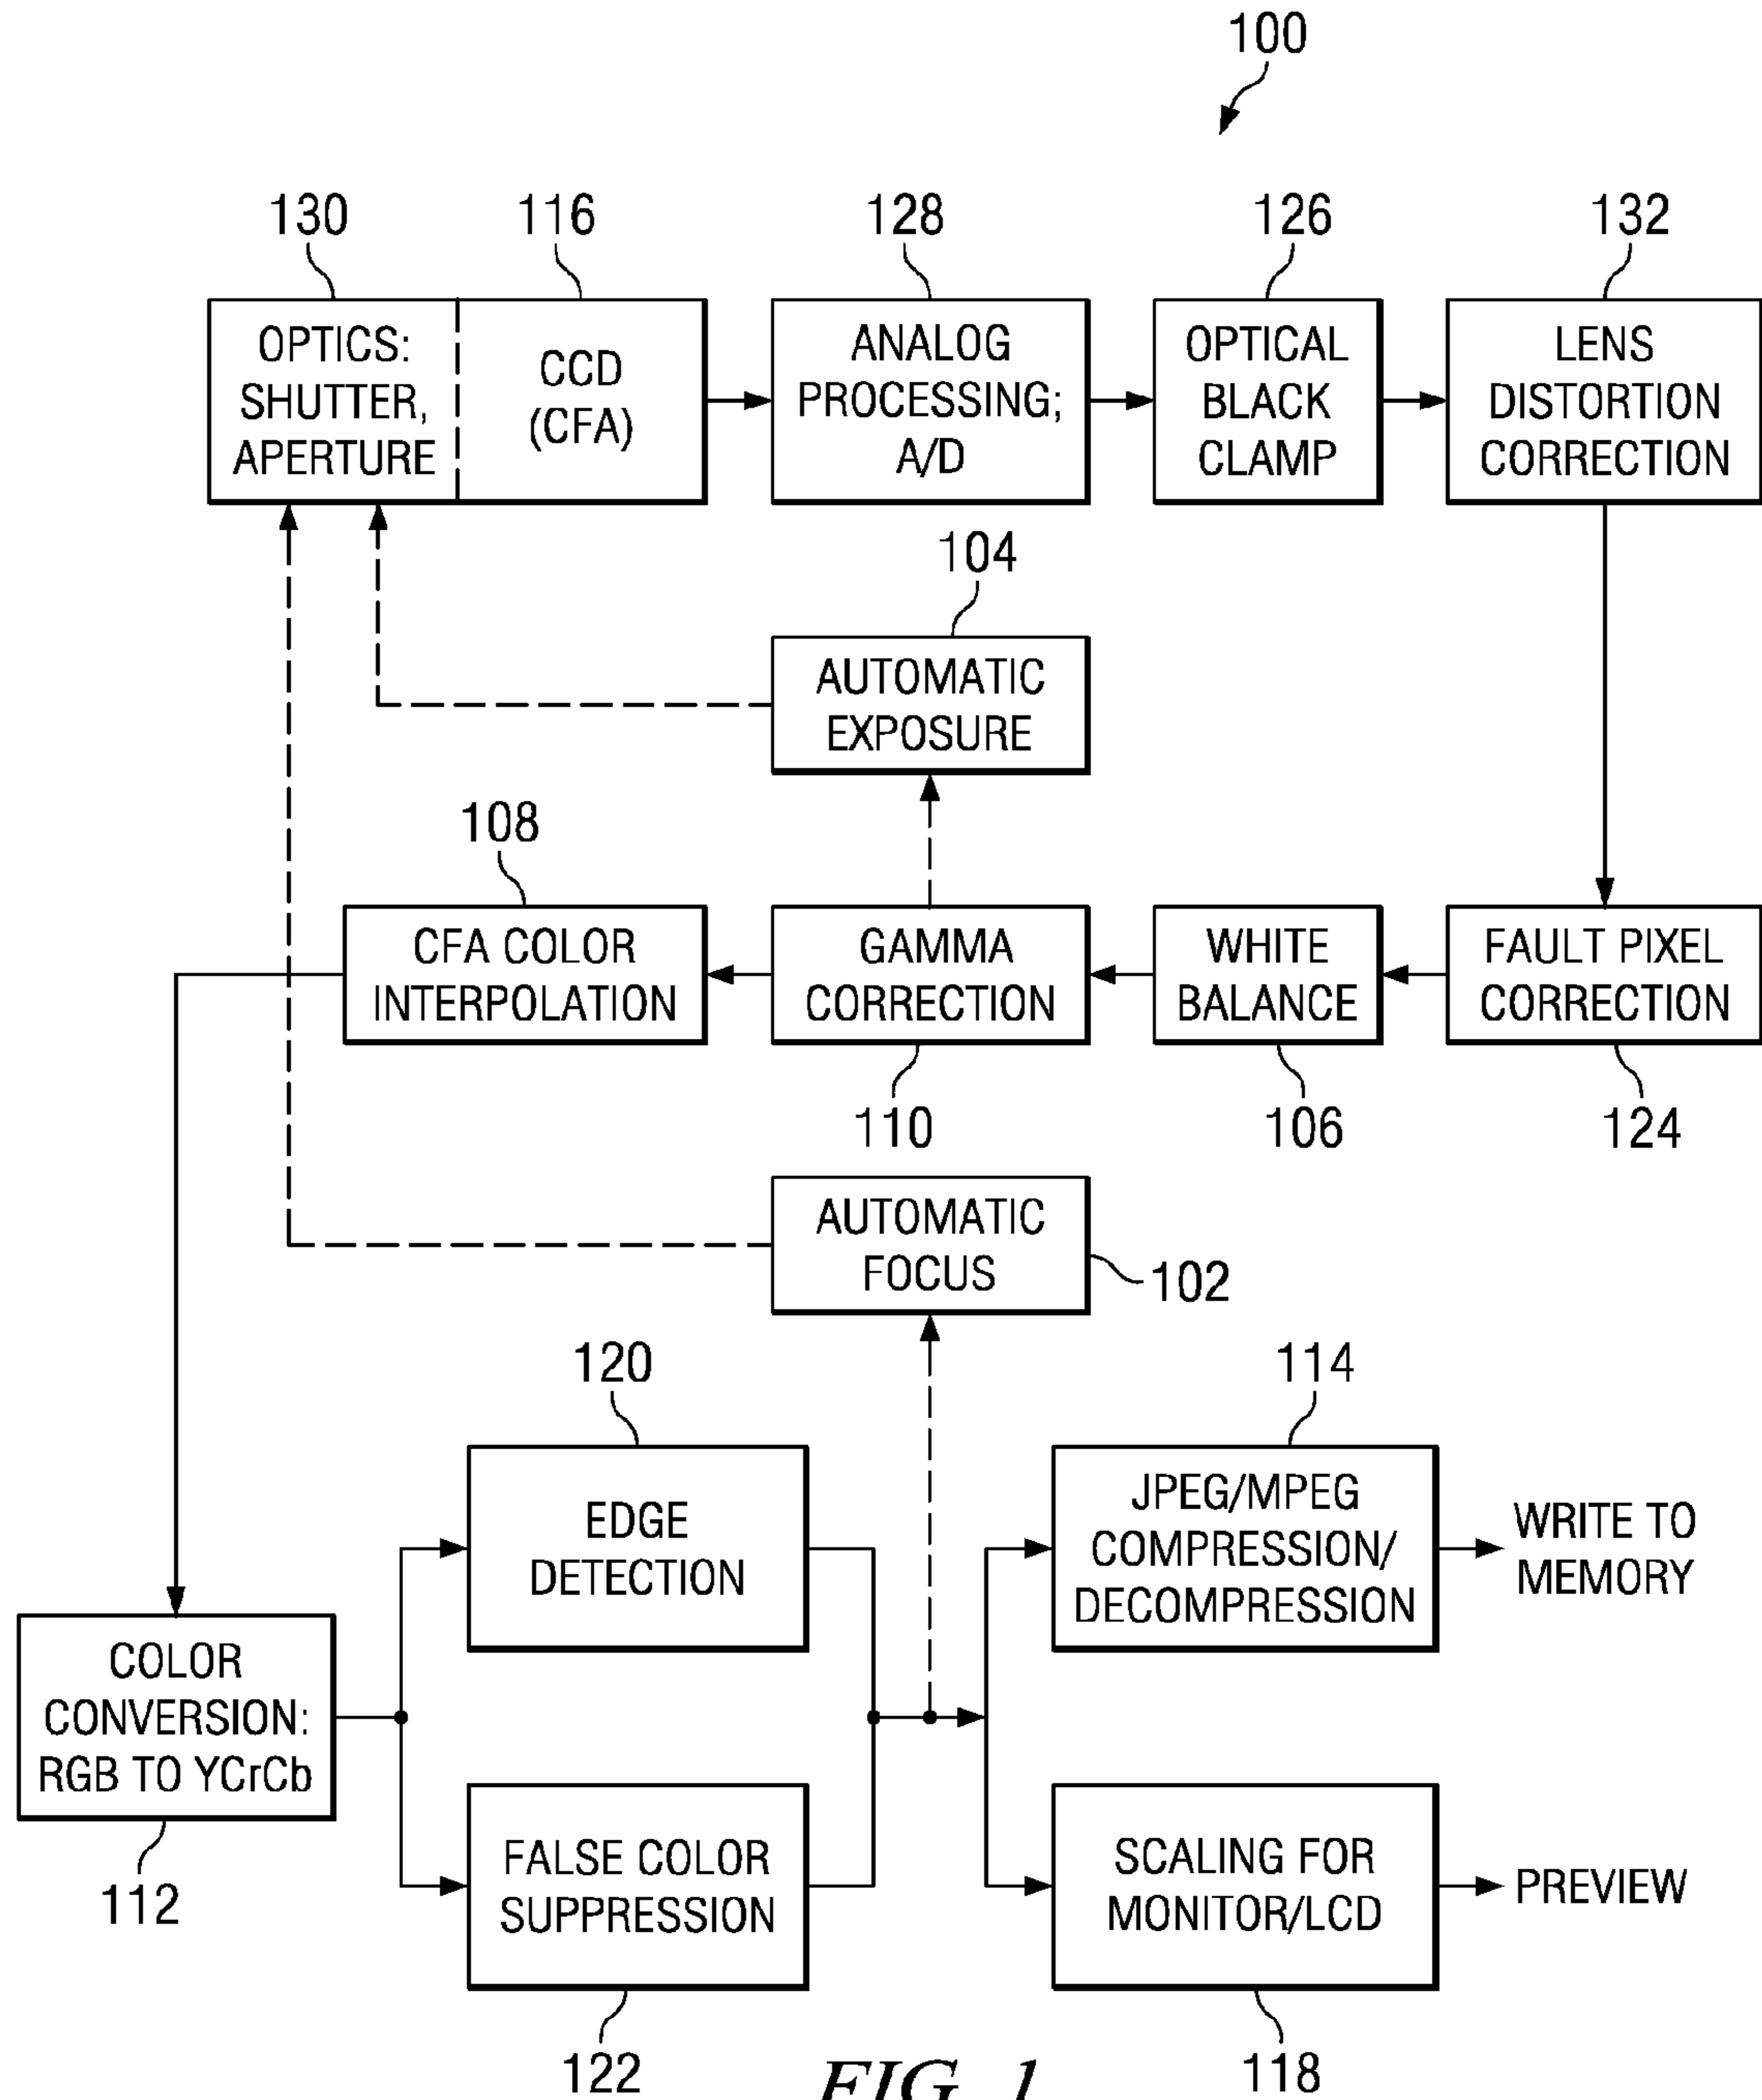 100
130
116
128
126
132
OPTICS:
SHUTTER,
APERTURE
CCD
(CFA)
ANALOG
PROCESSING;
A/D
OPTICAL
BLACK
CLAMP
LENS
DISTORTION
CORRECTION
104
AUTOMATIC
EXPOSURE
108
CFA COLOR
INTERPOLATION
GAMMA
CORRECTION
WHITE
BALANCE
FAULT PIXEL
CORRECTION
110
106
124
AUTOMATIC
FOCUS
102
120
114
EDGE
DETECTION
JPEG/MPEG
COMPRESSION/
DECOMPRESSION
WRITE TO
MEMORY
COLOR
CONVERSION:
RGB TO YCrCb
112
FALSE COLOR
SUPPRESSION
SCALING FOR
MONITOR/LCD
PREVIEW
122
118
FIG. 1